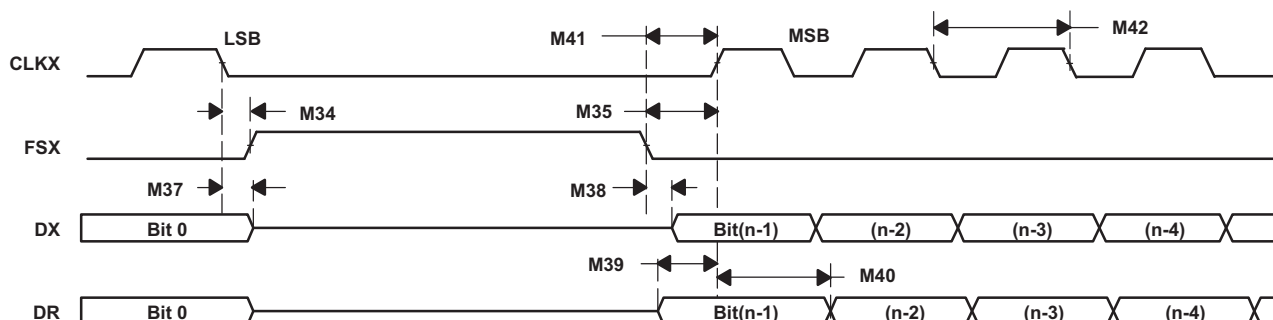 LSB M41 MSB M42
CLKX
M34 M35
FSX
M37 M38
DX Bit 0 Bit(n-1) (n-2) (n-3) (n-4)
M39 M40
DR Bit 0 Bit(n-1) (n-2) (n-3) (n-4)